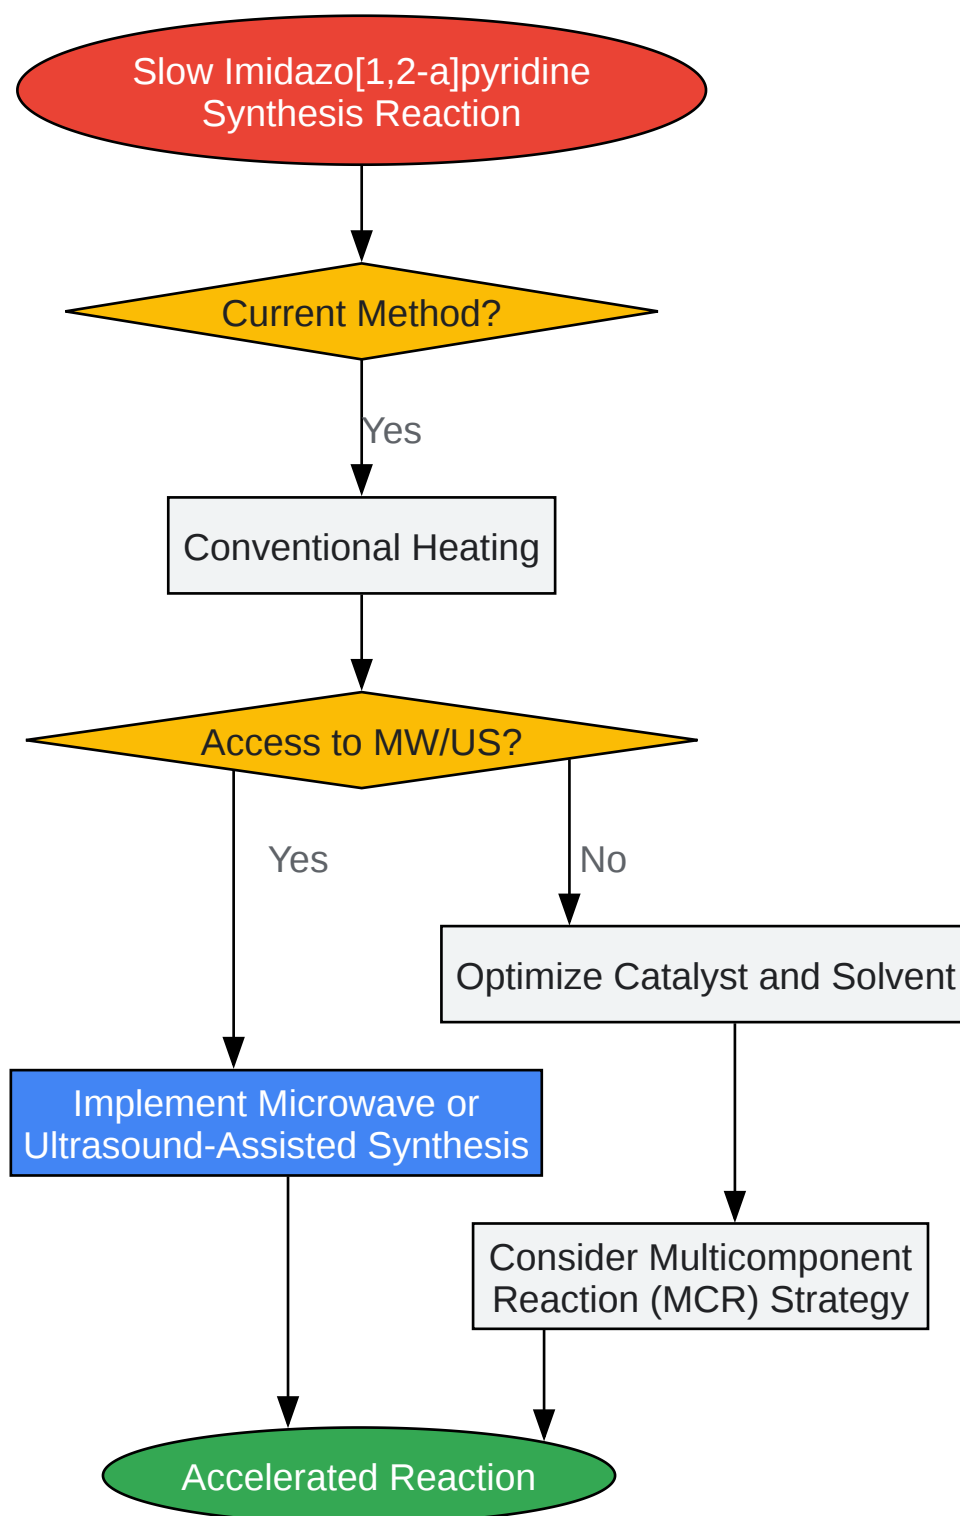 Slow Imidazo[1,2-a]pyridine
Synthesis Reaction
Current Method?
Yes
Conventional Heating
Access to MW/US?
Yes
No
Optimize Catalyst and Solvent
Implement Microwave or
Ultrasound-Assisted Synthesis
Consider Multicomponent
Reaction (MCR) Strategy
Accelerated Reaction